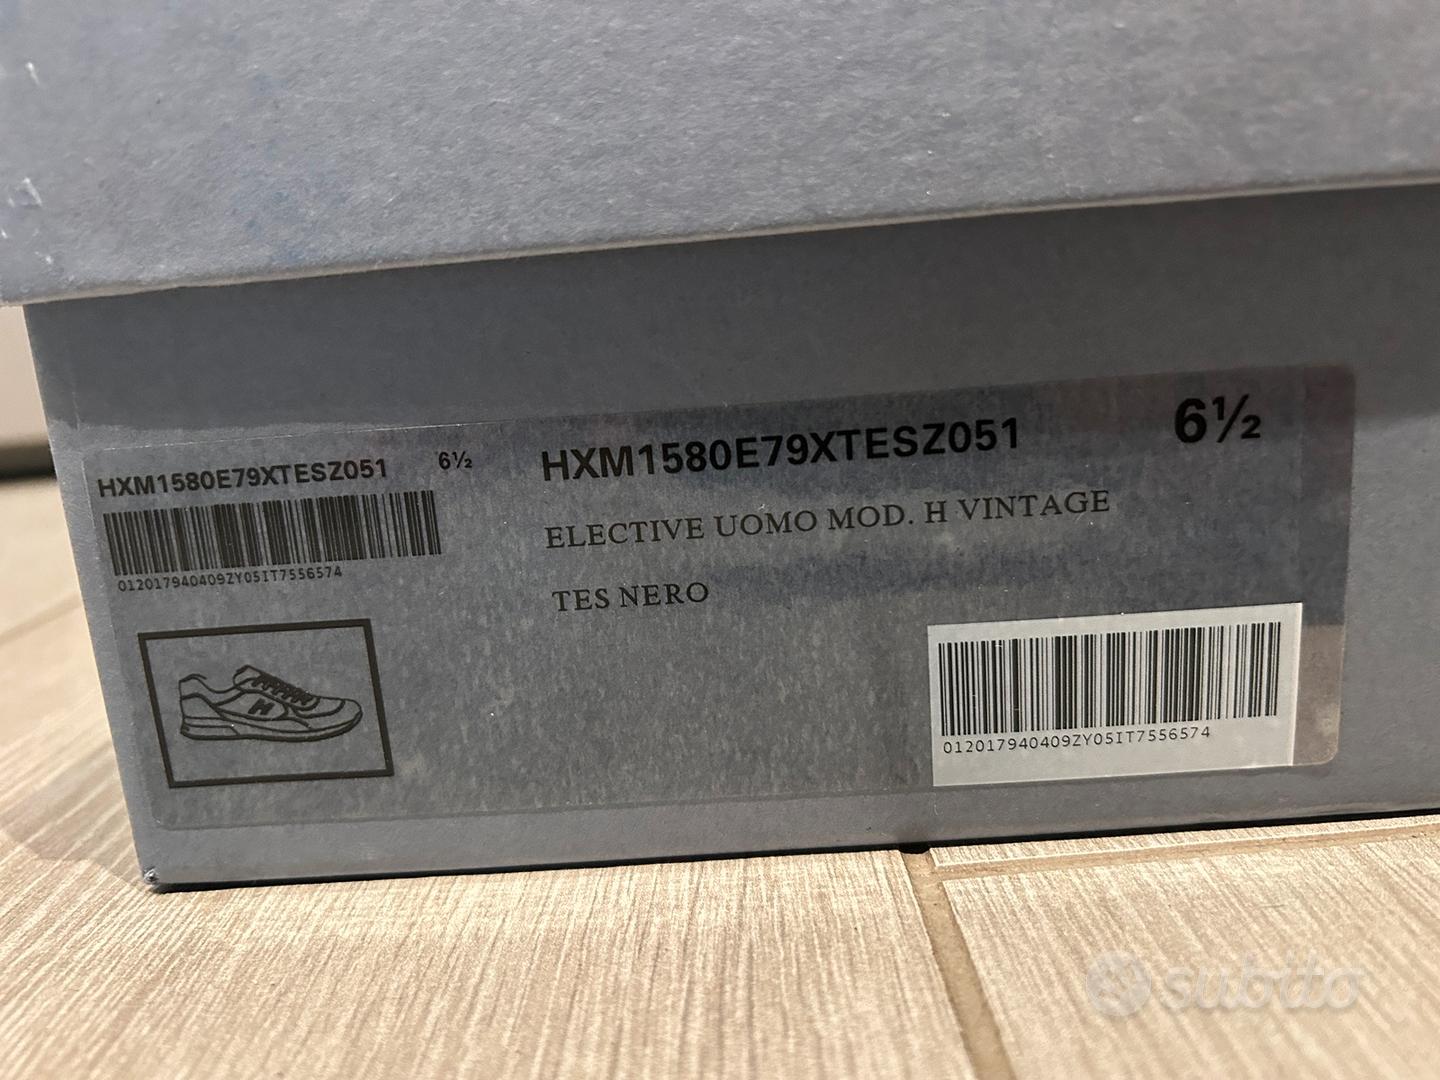 HXM1580E79XTESZ051 6½
012017940409ZY05IT7556574
H
HXM1580E79XTESZ051 6½
ELECTIVE UOMO MOD. H VINTAGE
TES NERO
012017940409ZY05IT7556574
subito